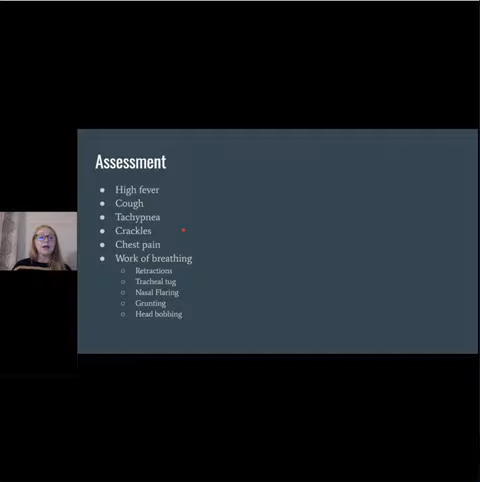 Assessment
High fever
Cough
Tachypnea
Crackles
Chest pain
Work of breathing
Retractions
Tracheal tug
Nasal Flaring
Grunting
Head bobbing